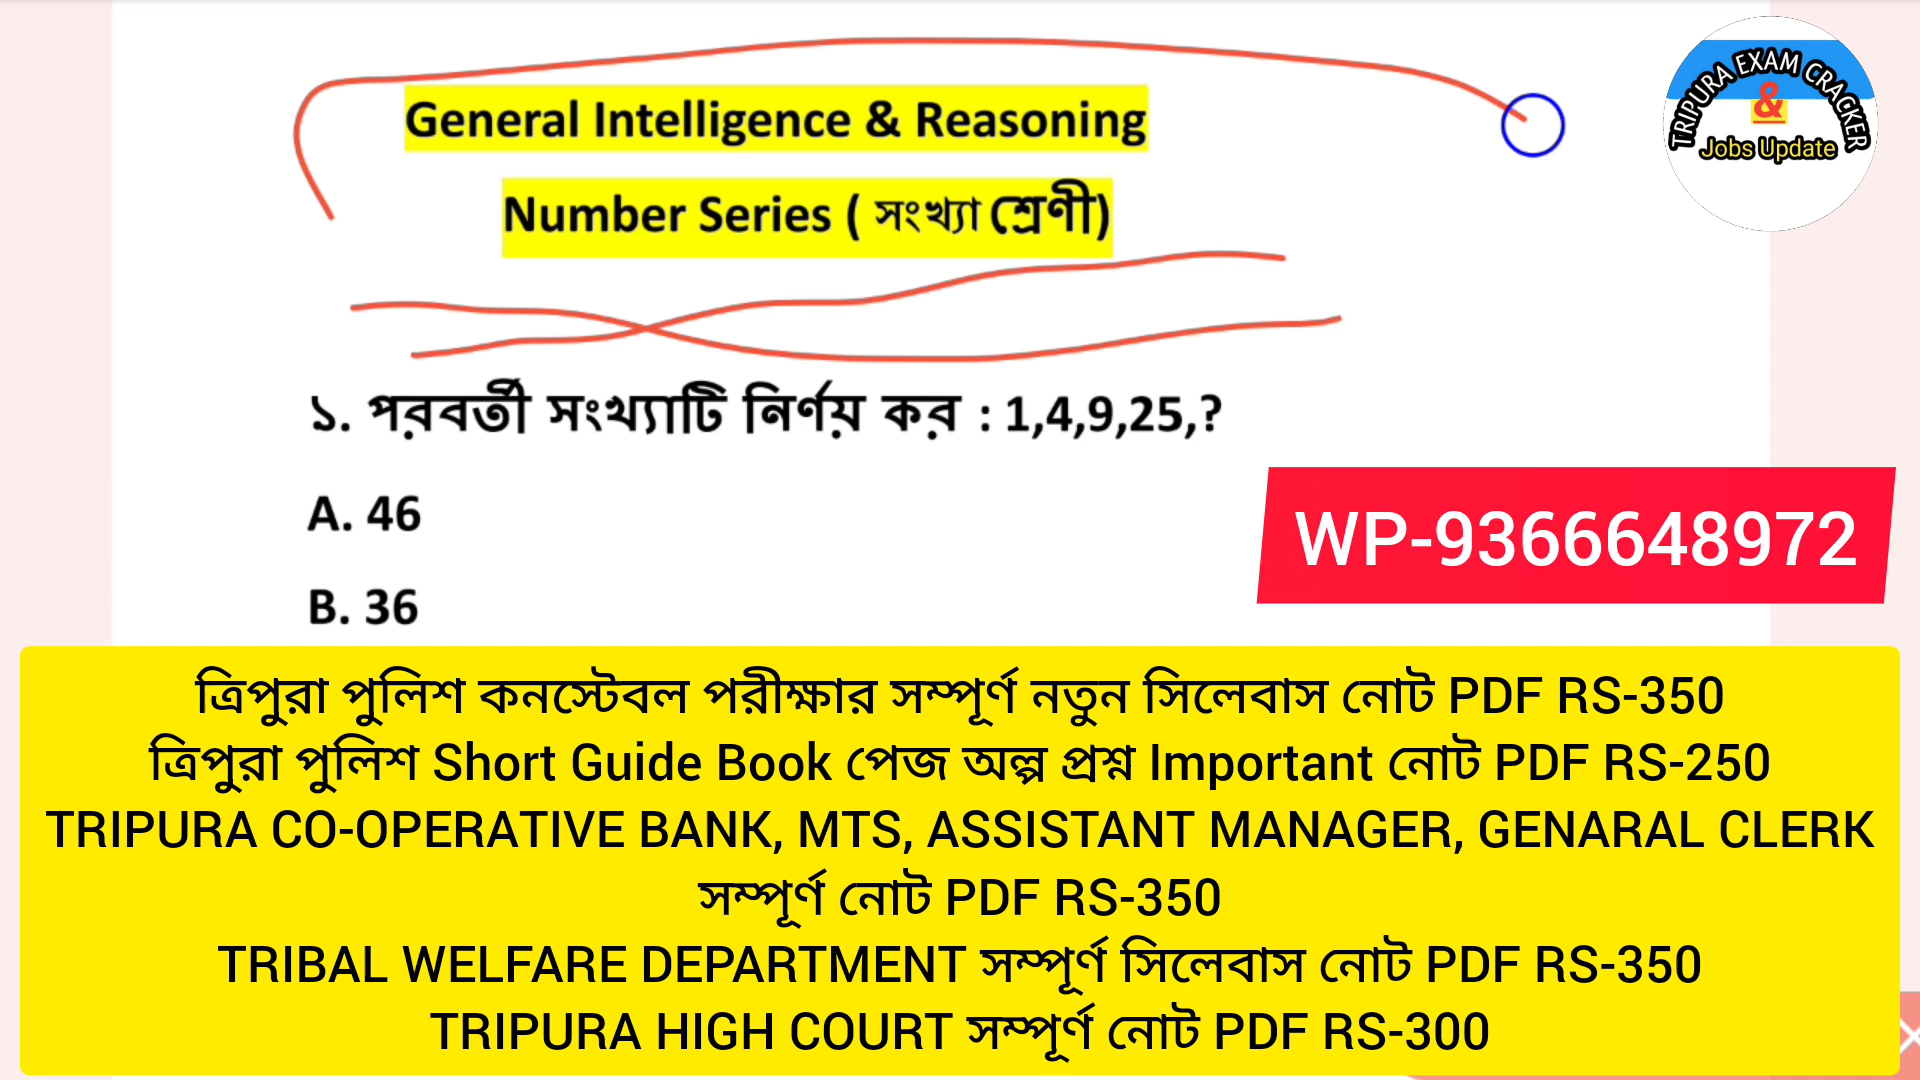 General Intelligence & Reasoning
Number Series ( সংখ্যা শ্রেণী)
TRIPURA EXAM CRACKER
&
Jobs Update
১. পরবর্তী সংখ্যাটি নির্ণয় কর : 1,4,9,25,?
A. 46
B. 36
WP-9366648972
ত্রিপুরা পুলিশ কনস্টেবল পরীক্ষার সম্পূর্ণ নতুন সিলেবাস নোট PDF RS-350
ত্রিপুরা পুলিশ Short Guide Book পেজ অল্প প্রশ্ন Important নোট PDF RS-250
TRIPURA CO-OPERATIVE BANK, MTS, ASSISTANT MANAGER, GENARAL CLERK
সম্পূর্ণ নোট PDF RS-350
TRIBAL WELFARE DEPARTMENT সম্পূর্ণ সিলেবাস নোট PDF RS-350
TRIPURA HIGH COURT সম্পূর্ণ নোট PDF RS-300